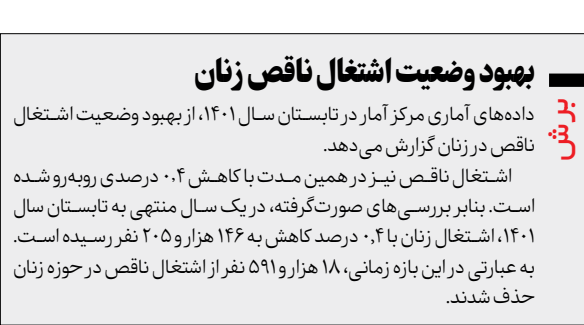 بهبود وضعیت اشتغال ناقص زنان
برش
داده‌های آماری مرکز آمار در تابستان سال ۱۴۰۱، از بهبود وضعیت اشتغال
ناقص در زنان گزارش می‌دهد.
اشتغال ناقص نیز در همین مدت با کاهش ۰٫۴ درصدی روبه‌رو شده
است. بنابر بررسی‌های صورت‌گرفته، در یک سال منتهی به تابستان سال
۱۴۰۱، اشتغال زنان با ۰٫۴ درصد کاهش به ۱۴۶ هزار و ۲۰۵ نفر رسیده است.
به عبارتی در این بازه زمانی، ۱۸ هزار و ۵۹۱ نفر از اشتغال ناقص در حوزه زنان
حذف شدند.